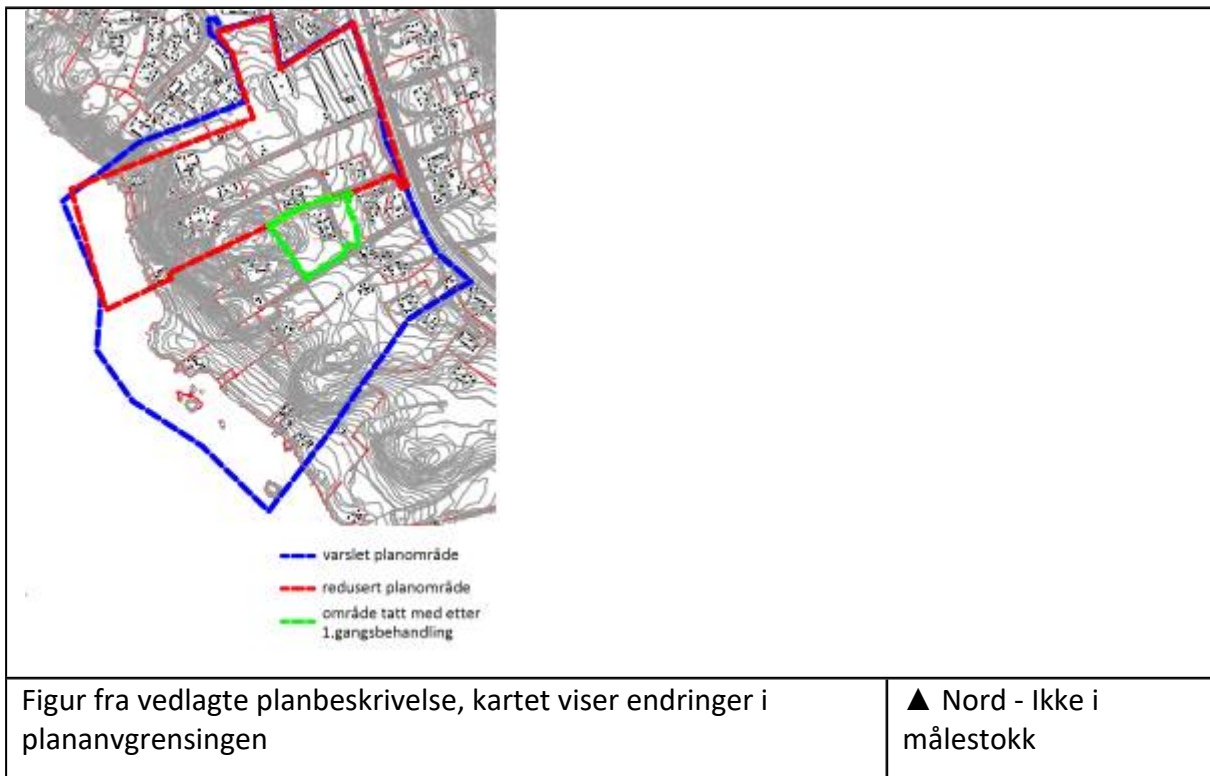 varslet planområde
redusert planområde
område tatt med etter
1.gangsbehandling
Figur fra vedlagte planbeskrivelse, kartet viser endringer i
plananvgrensingen
▲ Nord - Ikke i
målestokk